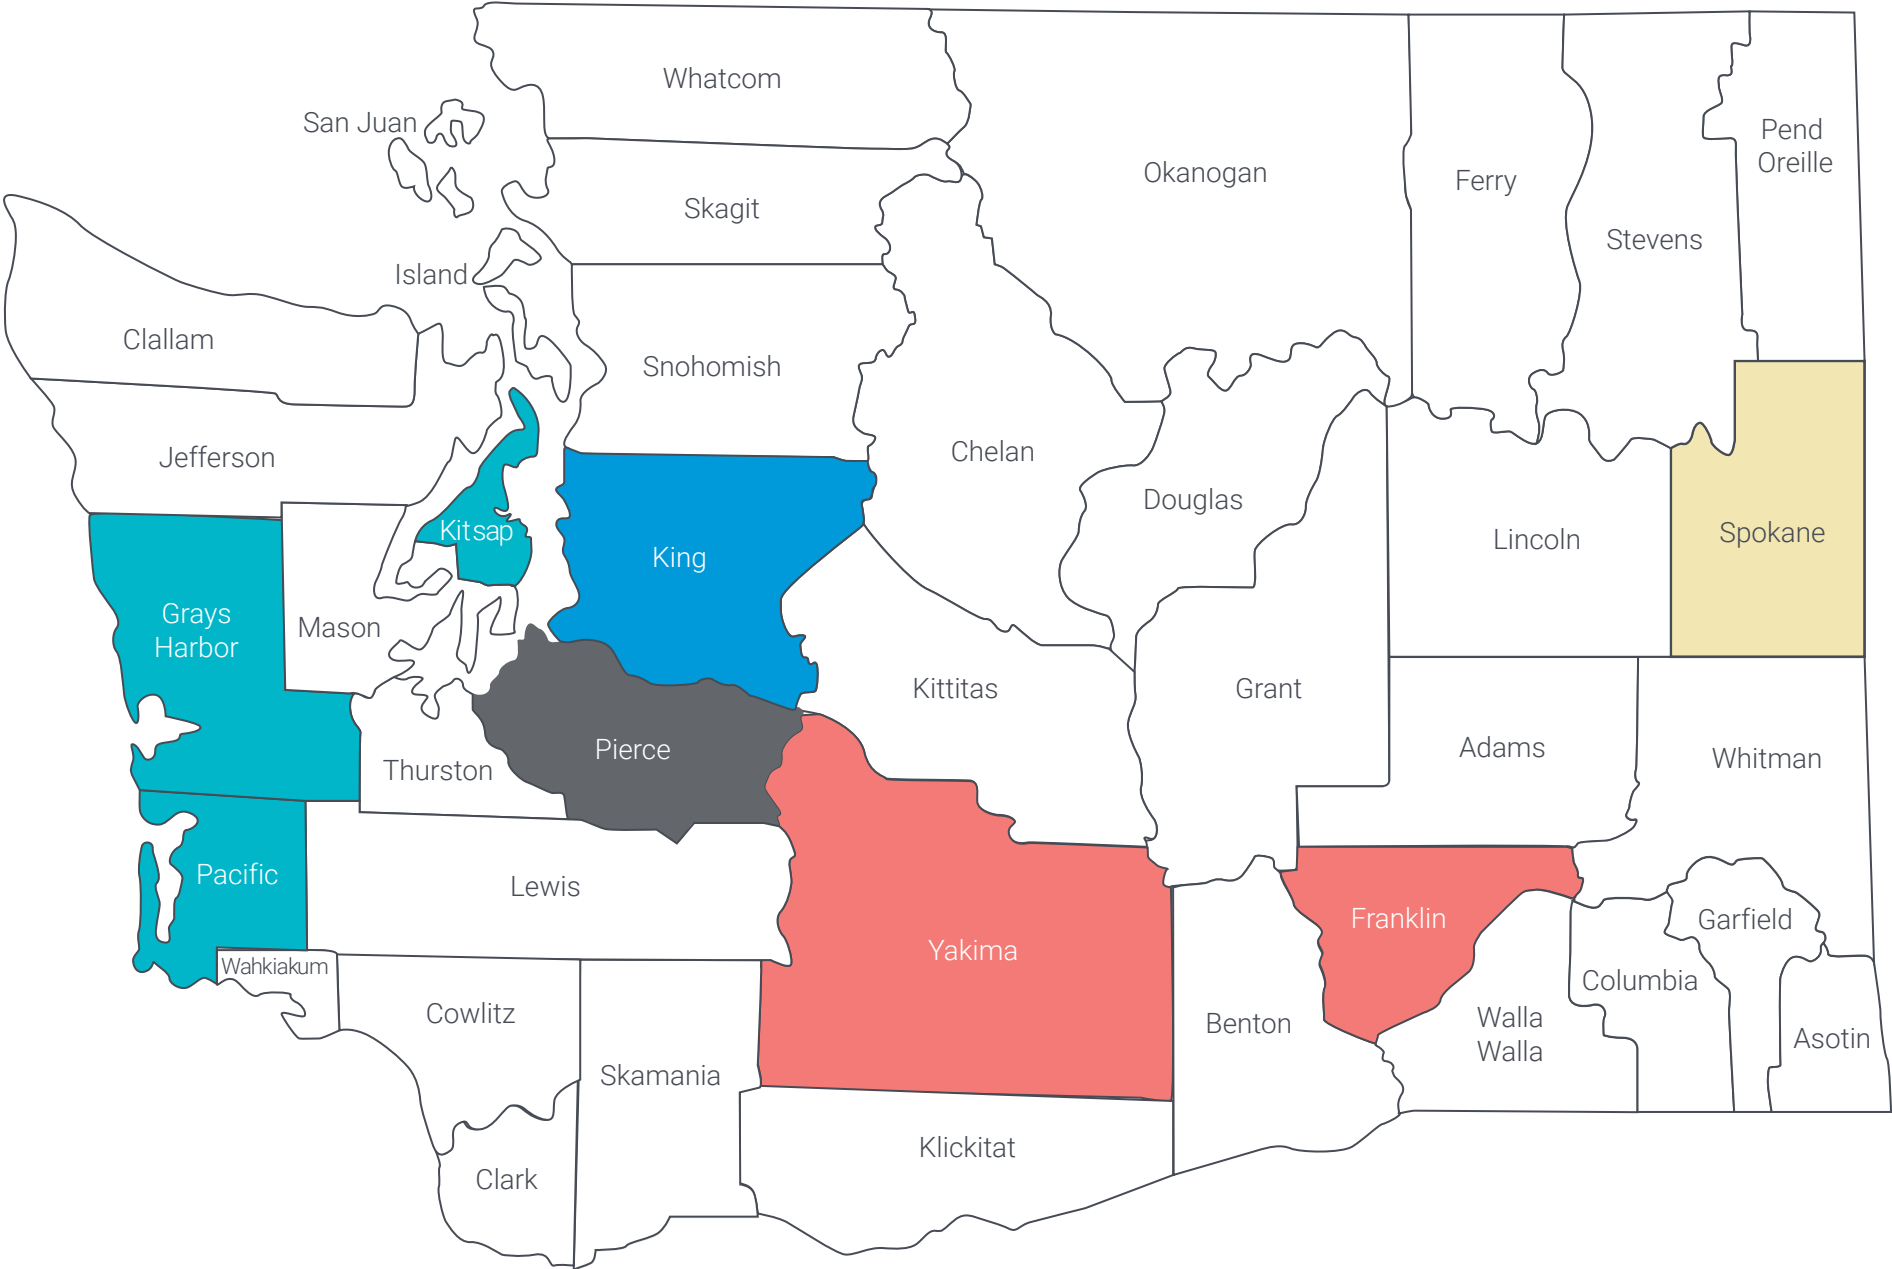 Whatcom
San Juan
Pend
Oreille
Okanogan
Ferry
Skagit
Stevens
Island
Clallam
Snohomish
Jefferson
Chelan
Douglas
Kitsap
Spokane
Lincoln
King
Grays
Harbor
Mason
Kittitas
Grant
Pierce
Adams
Whitman
Thurston
Pacific
Lewis
Franklin
Garfield
Yakima
Wahkiakum
Columbia
Cowlitz
Benton
Walla
Walla
Asotin
Skamania
Klickitat
Clark